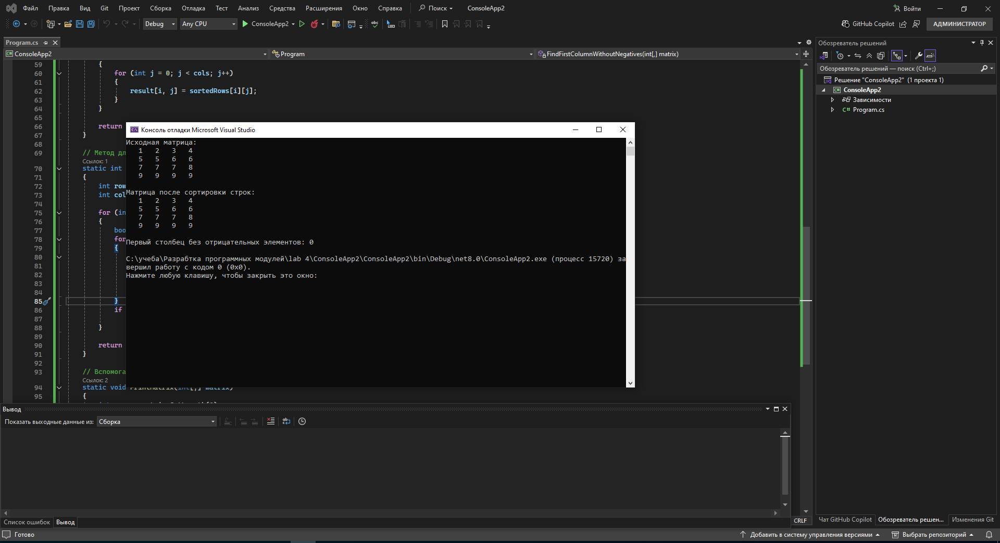 Файл Правка Вид Git Проект Сборка Отладка Тест Анализ Средства Расширения Окно Справка Поиск ConsoleApp2 Войти
Debug Any CPU ConsoleApp2 GitHub Copilot АДМИНИСТРАТОР
Program.cs
ConsoleApp2 Program FindFirstColumnWithoutNegatives(int[,] matrix)
59 {
60 for (int j = 0; j < cols; j++)
61 {
62 result[i, j] = sortedRows[i][j];
63 }
64 }
65
66 return
67 }
68
69 // Метод дл
Ссылок: 1
70 static int
71 {
72 int row
73 int col
74
75 for (in
76 {
77 boo
78 for
79 {
80
81
82
83
84
85 }
86 if
87
88 }
89
90 return
91 }
92
93 // Вспомога
Ссылок: 2
94 static void PrintMatrix(int[,] matrix)
95 {
Консоль отладки Microsoft Visual Studio
Исходная матрица:
1 2 3 4
5 5 6 6
7 7 7 8
9 9 9 9
Матрица после сортировки строк:
1 2 3 4
5 5 6 6
7 7 7 8
9 9 9 9
Первый столбец без отрицательных элементов: 0
C:\учеба\Разрабтка программных модулей\lab 4\ConsoleApp2\ConsoleApp2\bin\Debug\net8.0\ConsoleApp2.exe (процесс 15720) за
вершил работу с кодом 0 (0x0).
Нажмите любую клавишу, чтобы закрыть это окно:
Обозреватель решений
Обозреватель решений — поиск (Ctrl+;)
Решение "ConsoleApp2" (1 проекта 1)
ConsoleApp2
Зависимости
C# Program.cs
Вывод
Показать выходные данные из: Сборка
Список ошибок Вывод
CRLF
Чат GitHub Copilot Обозреватель решен... Изменения Git
Готово Добавить в систему управления версиями Выбрать репозиторий